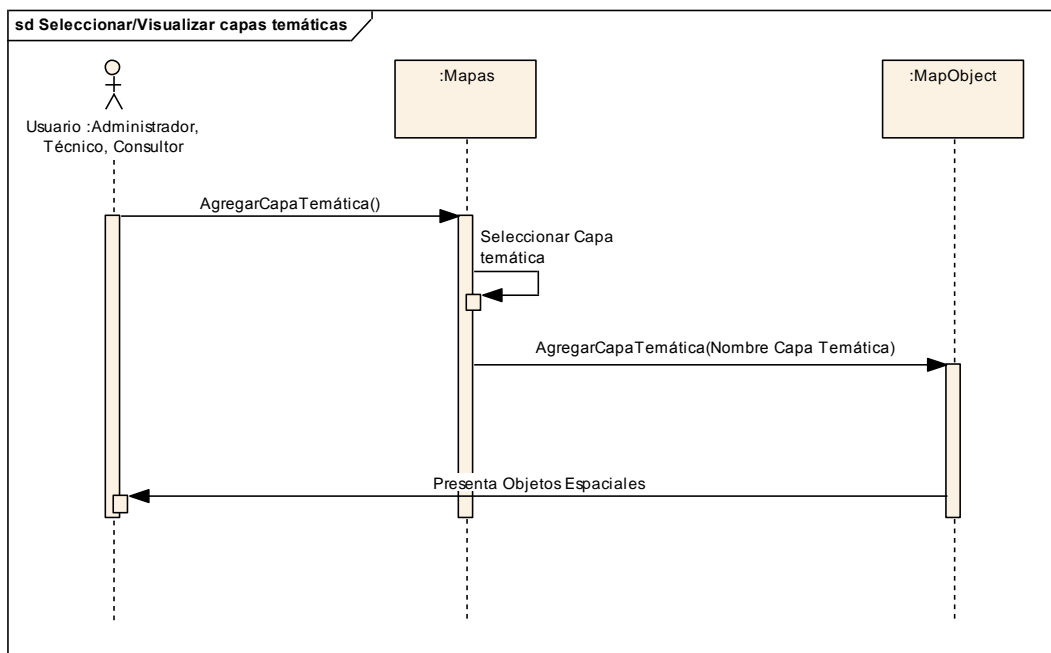 sd Seleccionar/Visualizar capas temáticas
:Mapas
:MapObject
Usuario :Administrador,
Técnico, Consultor
AgregarCapaTemática()
Seleccionar Capa
temática
AgregarCapaTemática(Nombre Capa Temática)
Presenta Objetos Espaciales